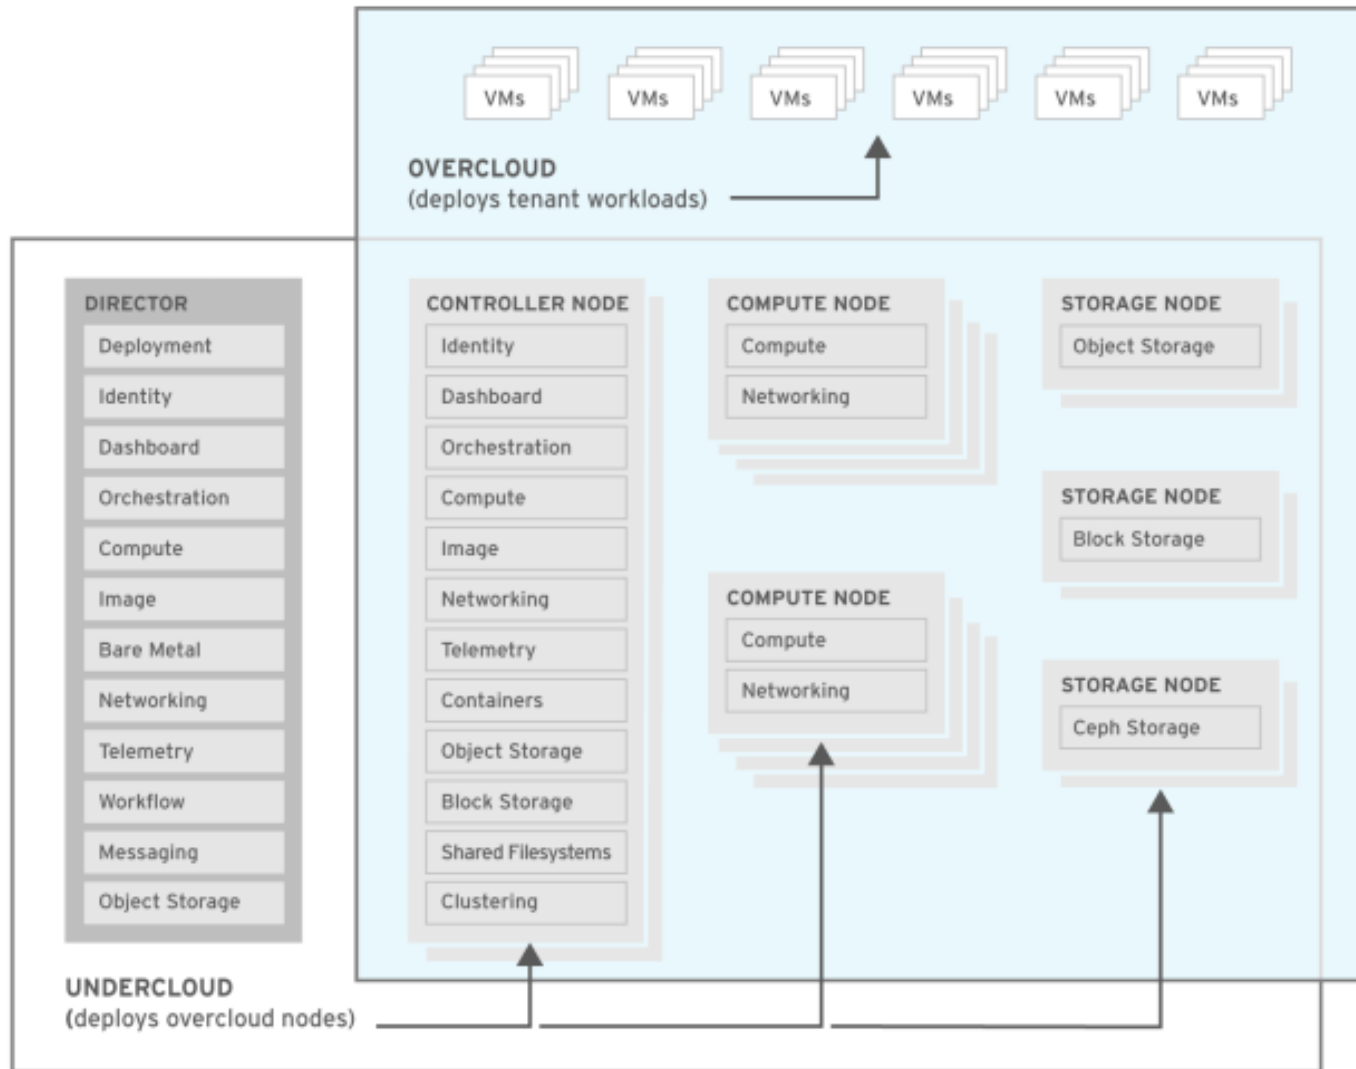 VMs
VMs
VMs
VMs
VMs
VMs
OVERCLOUD
(deploys tenant workloads)
DIRECTOR
Deployment
Identity
Dashboard
Orchestration
Compute
Image
Bare Metal
Networking
Telemetry
Workflow
Messaging
Object Storage
CONTROLLER NODE
Identity
Dashboard
Orchestration
Compute
Image
Networking
Telemetry
Containers
Object Storage
Block Storage
Shared Filesystems
Clustering
COMPUTE NODE
Compute
Networking
COMPUTE NODE
Compute
Networking
STORAGE NODE
Object Storage
STORAGE NODE
Block Storage
STORAGE NODE
Ceph Storage
UNDERCLOUD
(deploys overcloud nodes)